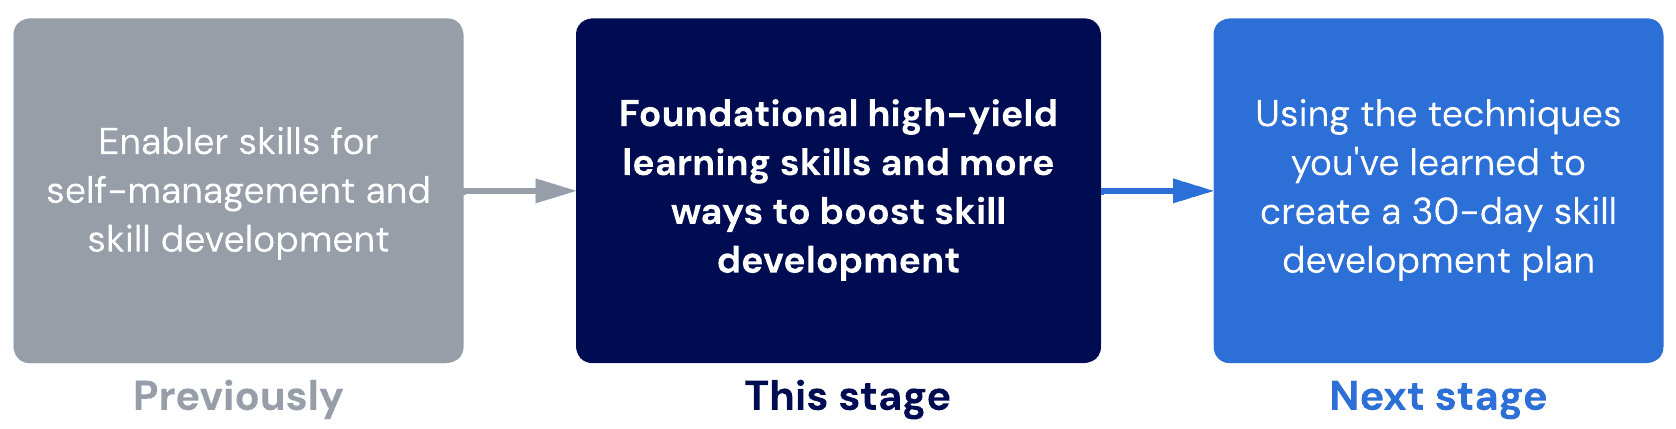 Enabler skills for
self-management and
skill development
Previously
Foundational high-yield
learning skills and more
ways to boost skill
development
This stage
Using the techniques
you've learned to
create a 30-day skill
development plan
Next stage